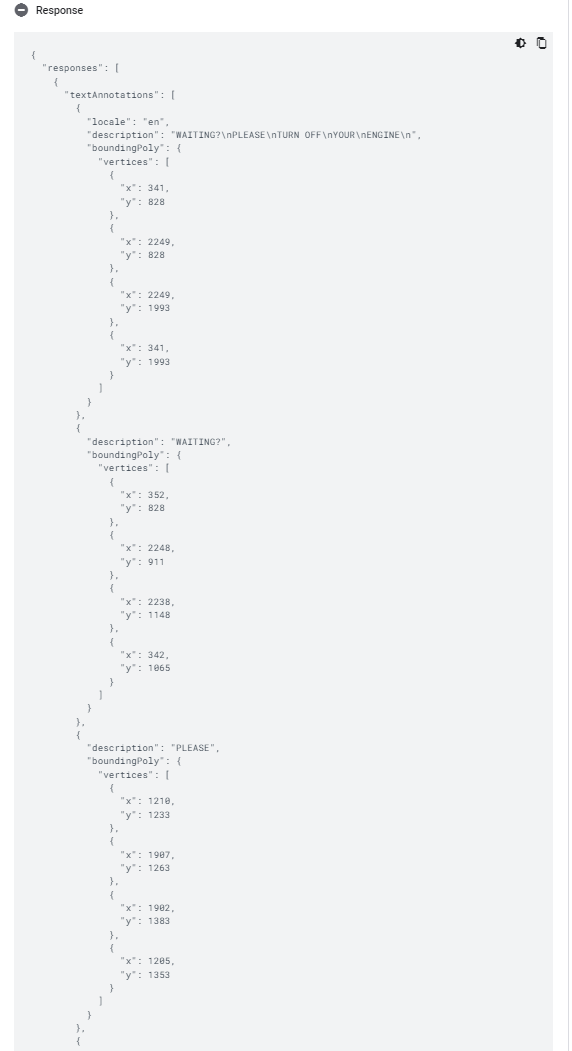 Response
{
"responses": [
{
"textAnnotations": [
{
"locale": "en",
"description": "WAITING?\nPLEASE\nTURN OFF\nYOUR\nENGINE\n",
"boundingPoly": {
"vertices": [
{
"x": 341,
"y": 828
},
{
"x": 2249,
"y": 828
},
{
"x": 2249,
"y": 1993
},
{
"x": 341,
"y": 1993
}
]
}
},
{
"description": "WAITING?",
"boundingPoly": {
"vertices": [
{
"x": 352,
"y": 828
},
{
"x": 2248,
"y": 911
},
{
"x": 2238,
"y": 1148
},
{
"x": 342,
"y": 1065
}
]
}
},
{
"description": "PLEASE",
"boundingPoly": {
"vertices": [
{
"x": 1210,
"y": 1233
},
{
"x": 1907,
"y": 1263
},
{
"x": 1902,
"y": 1383
},
{
"x": 1205,
"y": 1353
}
]
}
},
{